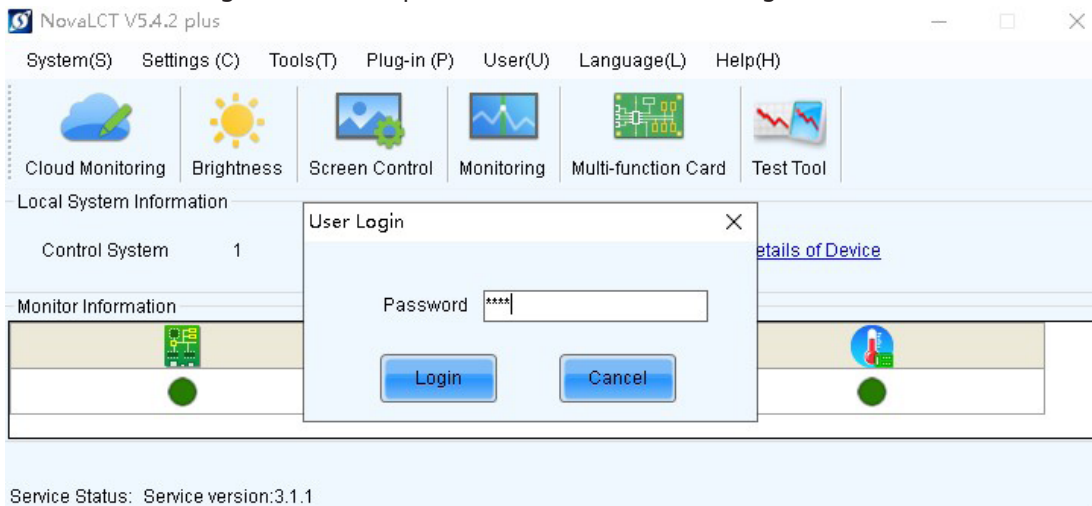 NovaLCT V5.4.2 plus
System(S) Settings (C) Tools(T) Plug-in (P) User(U) Language(L) Help(H)
Cloud Monitoring Brightness Screen Control Monitoring Multi-function Card Test Tool
Local System Information
User Login
Control System 1
etails of Device
Password ****
Monitor Information
Login Cancel
Service Status: Service version:3.1.1